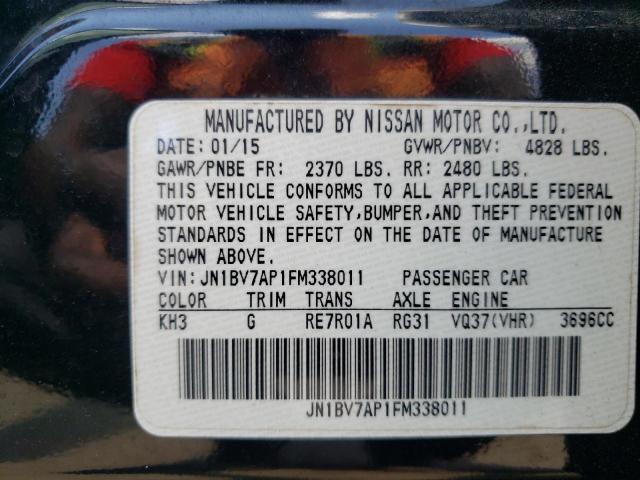 MANUFACTURED BY NISSAN MOTOR CO.,LTD.
DATE: 01/15 GVWR/PNBV: 4828 LBS.
GAWR/PNBE FR: 2370 LBS. RR: 2480 LBS.
THIS VEHICLE CONFORMS TO ALL APPLICABLE FEDERAL
MOTOR VEHICLE SAFETY,BUMPER,AND THEFT PREVENTION
STANDARDS IN EFFECT ON THE DATE OF MANUFACTURE
SHOWN ABOVE.
VIN:JN1BV7AP1FM338011 PASSENGER CAR
COLOR TRIM TRANS AXLE ENGINE
KH3 G RE7R01A RG31 VQ37(VHR) 3696CC
JN1BV7AP1FM338011